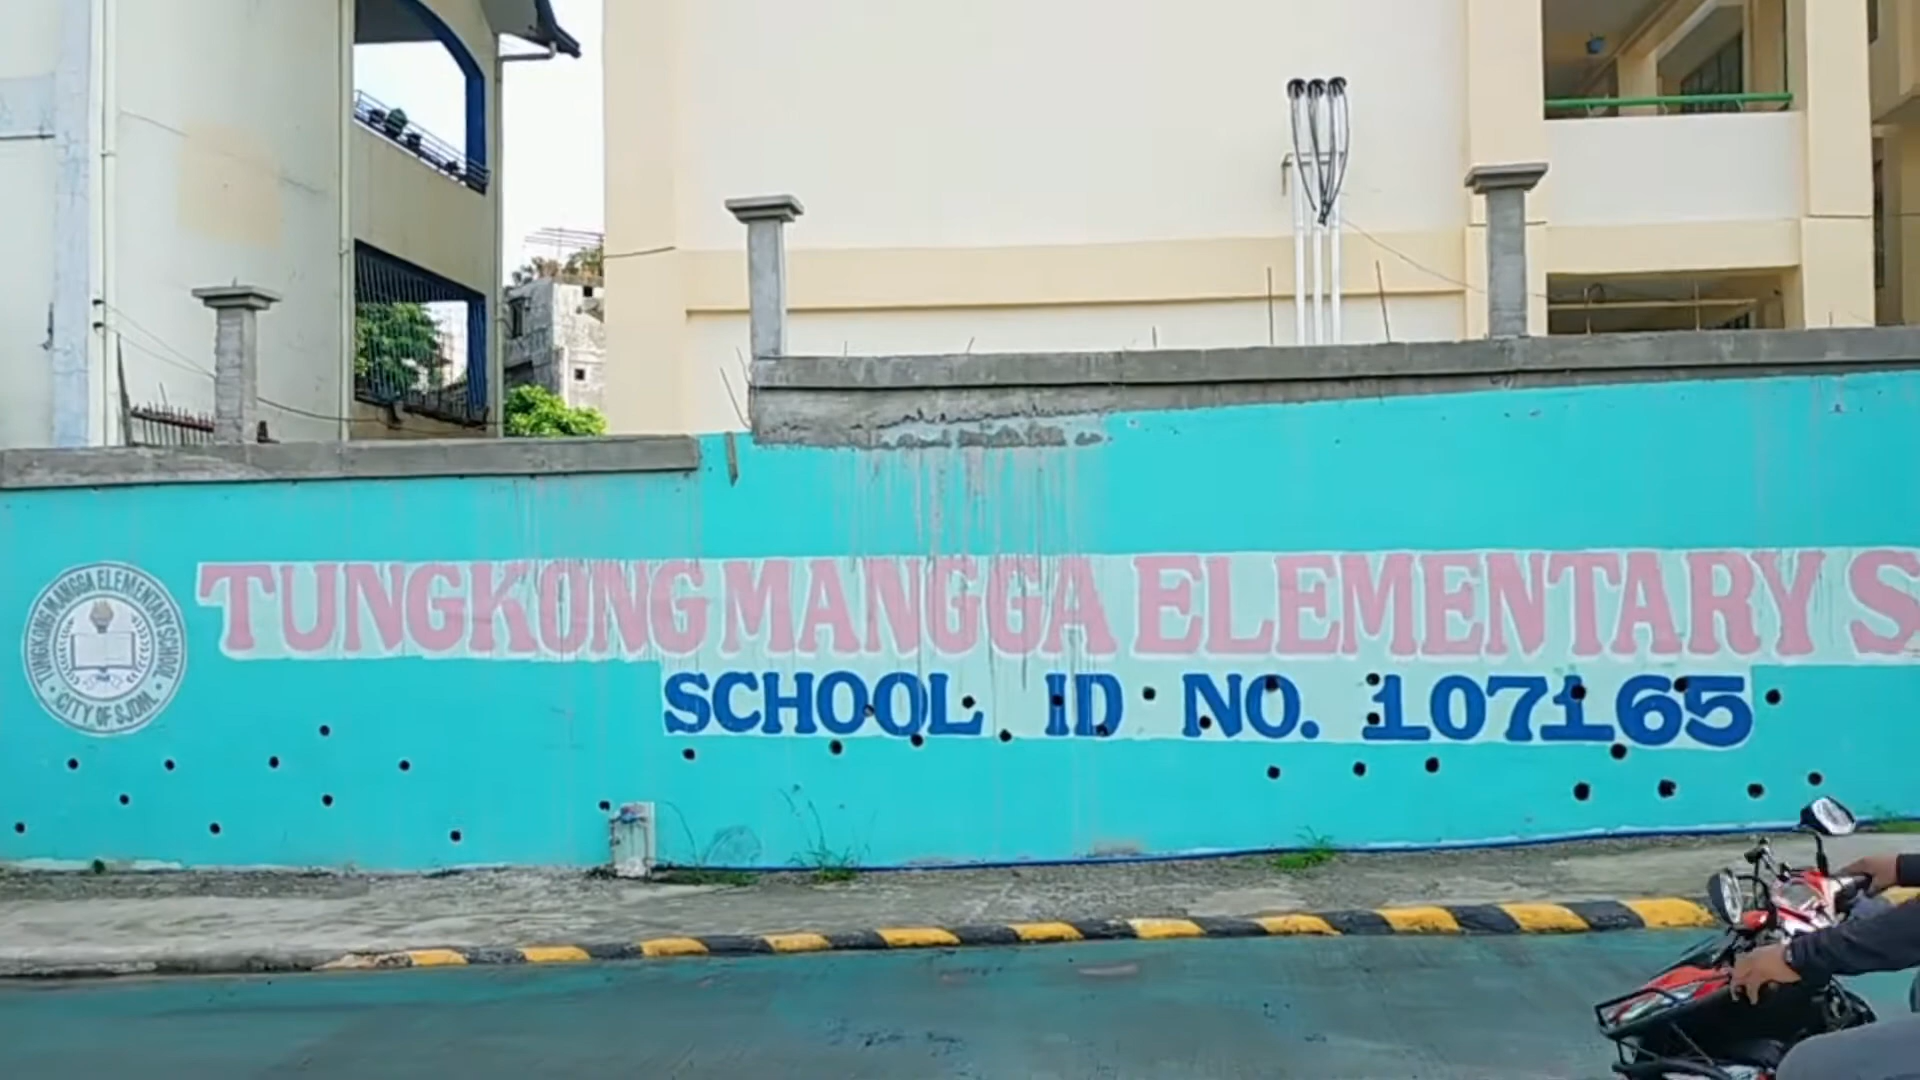 TUNGKONG MANGGA ELEMENTARY S
SCHOOL ID NO. 107165
TUNGKONG MANGGA ELEMENTARY SCHOOL
• CITY OF SJDM •